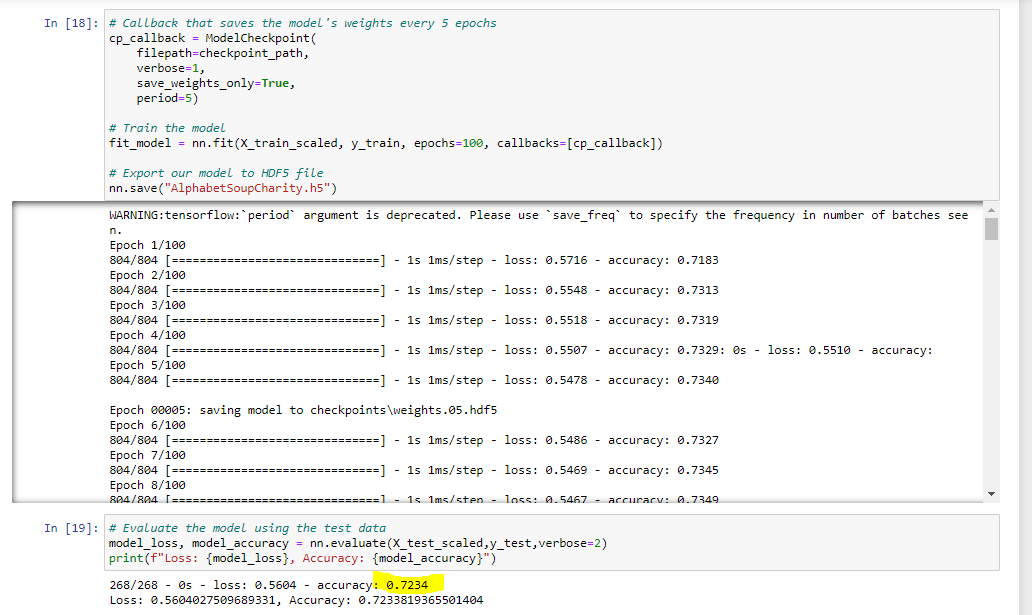 In [18]: # Callback that saves the model's weights every 5 epochs
cp_callback = ModelCheckpoint(
    filepath=checkpoint_path,
    verbose=1,
    save_weights_only=True,
    period=5)

# Train the model
fit_model = nn.fit(X_train_scaled, y_train, epochs=100, callbacks=[cp_callback])

# Export our model to HDF5 file
nn.save("AlphabetSoupCharity.h5")
WARNING:tensorflow:`period` argument is deprecated. Please use `save_freq` to specify the frequency in number of batches see
n.
Epoch 1/100
804/804 [==============================] - 1s 1ms/step - loss: 0.5716 - accuracy: 0.7183
Epoch 2/100
804/804 [==============================] - 1s 1ms/step - loss: 0.5548 - accuracy: 0.7313
Epoch 3/100
804/804 [==============================] - 1s 1ms/step - loss: 0.5518 - accuracy: 0.7319
Epoch 4/100
804/804 [==============================] - 1s 1ms/step - loss: 0.5507 - accuracy: 0.7329: 0s - loss: 0.5510 - accuracy:
Epoch 5/100
804/804 [==============================] - 1s 1ms/step - loss: 0.5478 - accuracy: 0.7340

Epoch 00005: saving model to checkpoints\weights.05.hdf5
Epoch 6/100
804/804 [==============================] - 1s 1ms/step - loss: 0.5486 - accuracy: 0.7327
Epoch 7/100
804/804 [==============================] - 1s 1ms/step - loss: 0.5469 - accuracy: 0.7345
Epoch 8/100
804/804 [==============================] - 1s 1ms/step - loss: 0.5467 - accuracy: 0.7349
In [19]: # Evaluate the model using the test data
model_loss, model_accuracy = nn.evaluate(X_test_scaled,y_test,verbose=2)
print(f"Loss: {model_loss}, Accuracy: {model_accuracy}")
268/268 - 0s - loss: 0.5604 - accuracy: 0.7234
Loss: 0.5604027509689331, Accuracy: 0.7233819365501404